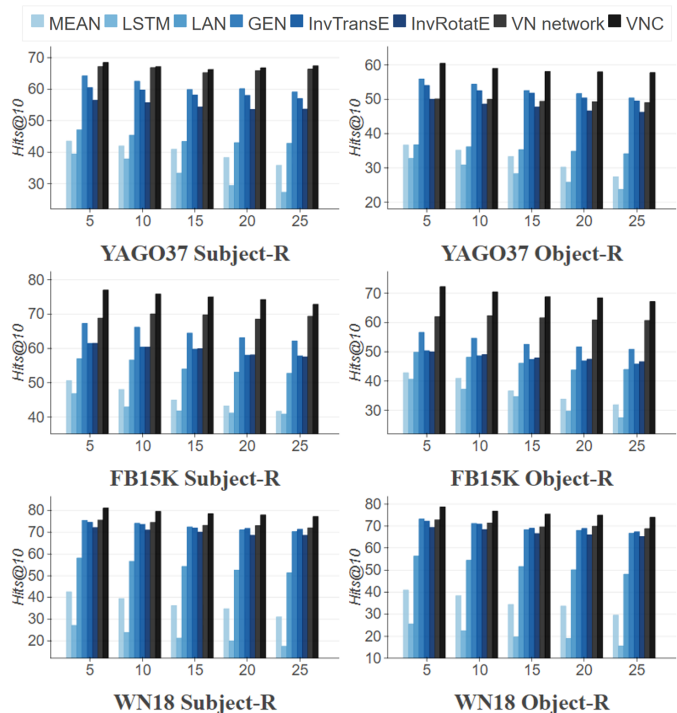 MEAN LSTM LAN GEN InvTransE InvRotatE VN network VNC
70
60
50
40
30
Hits@10
5 10 15 20 25
YAGO37 Subject-R
60
50
40
30
20
Hits@10
5 10 15 20 25
YAGO37 Object-R
80
70
60
50
40
Hits@10
5 10 15 20 25
FB15K Subject-R
70
60
50
40
30
Hits@10
5 10 15 20 25
FB15K Object-R
80
70
60
50
40
30
20
Hits@10
5 10 15 20 25
WN18 Subject-R
80
70
60
50
40
30
20
10
Hits@10
5 10 15 20 25
WN18 Object-R